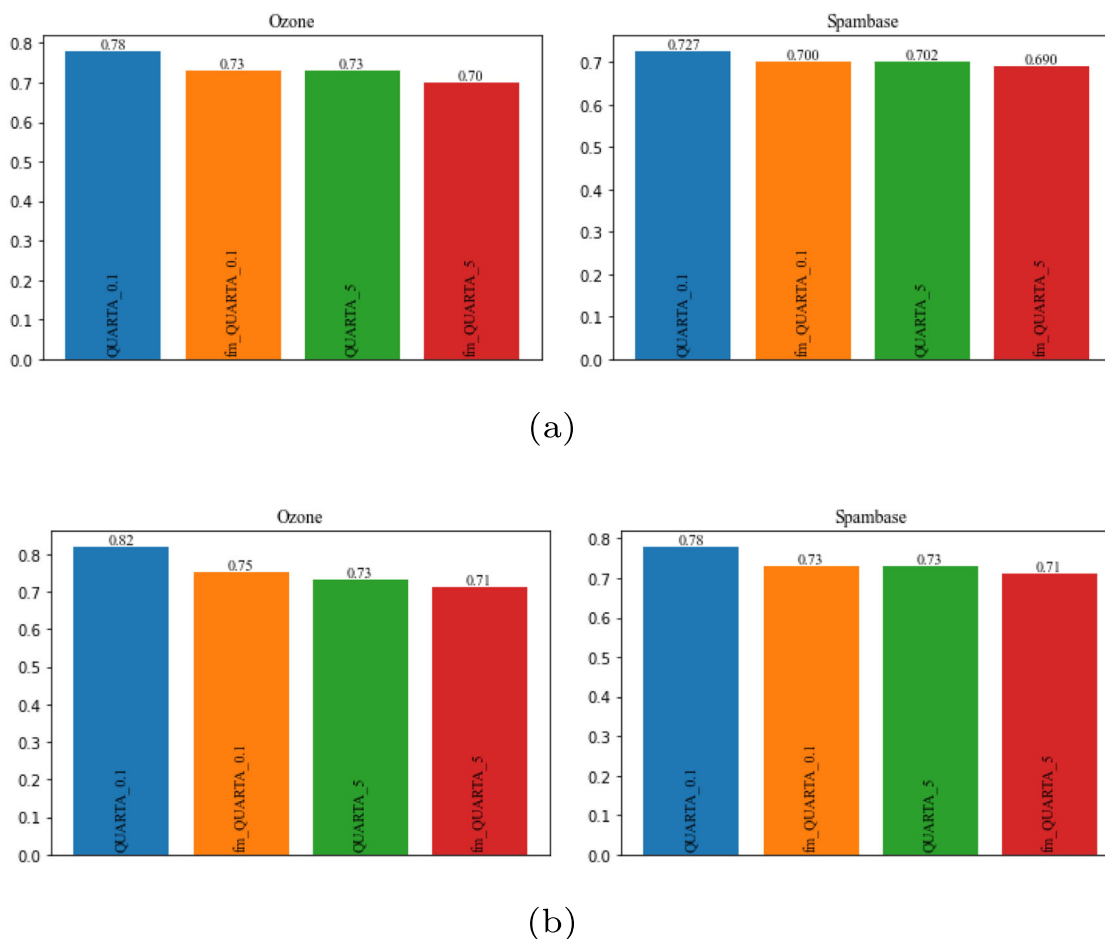 Ozone
0.8
0.7
0.6
0.5
0.4
0.3
0.2
0.1
0.0
0.78
0.73
0.73
0.70
QUARTA_0.1
fm_QUARTA_0.1
QUARTA_5
fm_QUARTA_5
Spambase
0.7
0.6
0.5
0.4
0.3
0.2
0.1
0.0
0.727
0.700
0.702
0.690
QUARTA_0.1
fm_QUARTA_0.1
QUARTA_5
fm_QUARTA_5
(a)
Ozone
0.8
0.7
0.6
0.5
0.4
0.3
0.2
0.1
0.0
0.82
0.75
0.73
0.71
QUARTA_0.1
fm_QUARTA_0.1
QUARTA_5
fm_QUARTA_5
Spambase
0.8
0.7
0.6
0.5
0.4
0.3
0.2
0.1
0.0
0.78
0.73
0.73
0.71
QUARTA_0.1
fm_QUARTA_0.1
QUARTA_5
fm_QUARTA_5
(b)